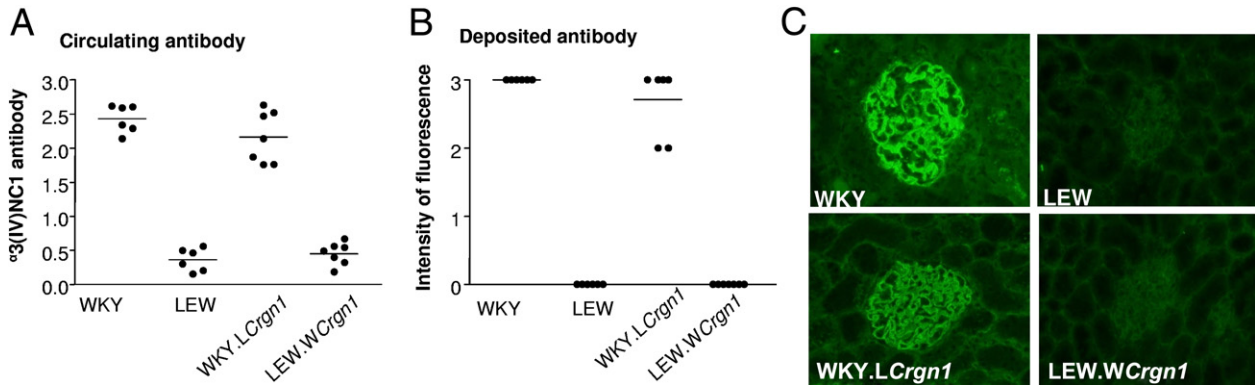 A
Circulating antibody
α3(IV)NC1 antibody
3.0
2.5
2.0
1.5
1.0
0.5
0.0
WKY
LEW
WKY.LCrgn1
LEW.WCrgn1
B
Deposited antibody
Intensity of fluorescence
3
2
1
0
WKY
LEW
WKY.LCrgn1
LEW.WCrgn1
C
WKY
LEW
WKY.LCrgn1
LEW.WCrgn1